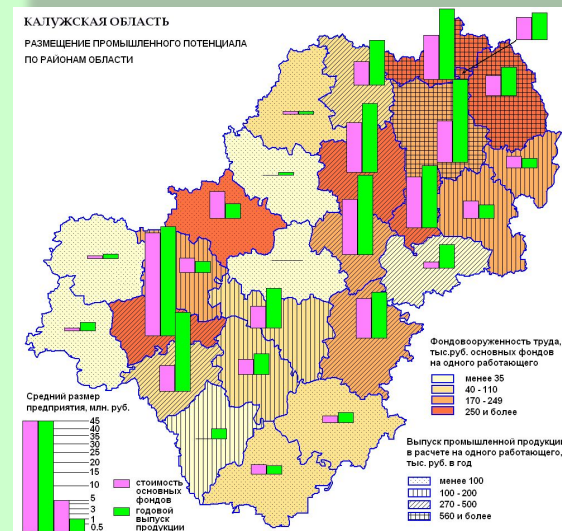 КАЛУЖСКАЯ ОБЛАСТЬ
РАЗМЕЩЕНИЕ ПРОМЫШЛЕННОГО ПОТЕНЦИАЛА
ПО РАЙОНАМ ОБЛАСТИ
Фондовооруженность труда,
тыс.руб. основных фондов
на одного работающего
менее 35
40 - 110
170 - 249
250 и более
Средний размер
предприятия, млн. руб.
45
40
35
30
25
20
15
10
5
3
1
0.5
стоимость
основных
фондов
годовой
выпуск
продукции
Выпуск промышленной продукции
в расчете на одного работающего,
тыс. руб. в год
менее 100
100 - 200
270 - 500
560 и более